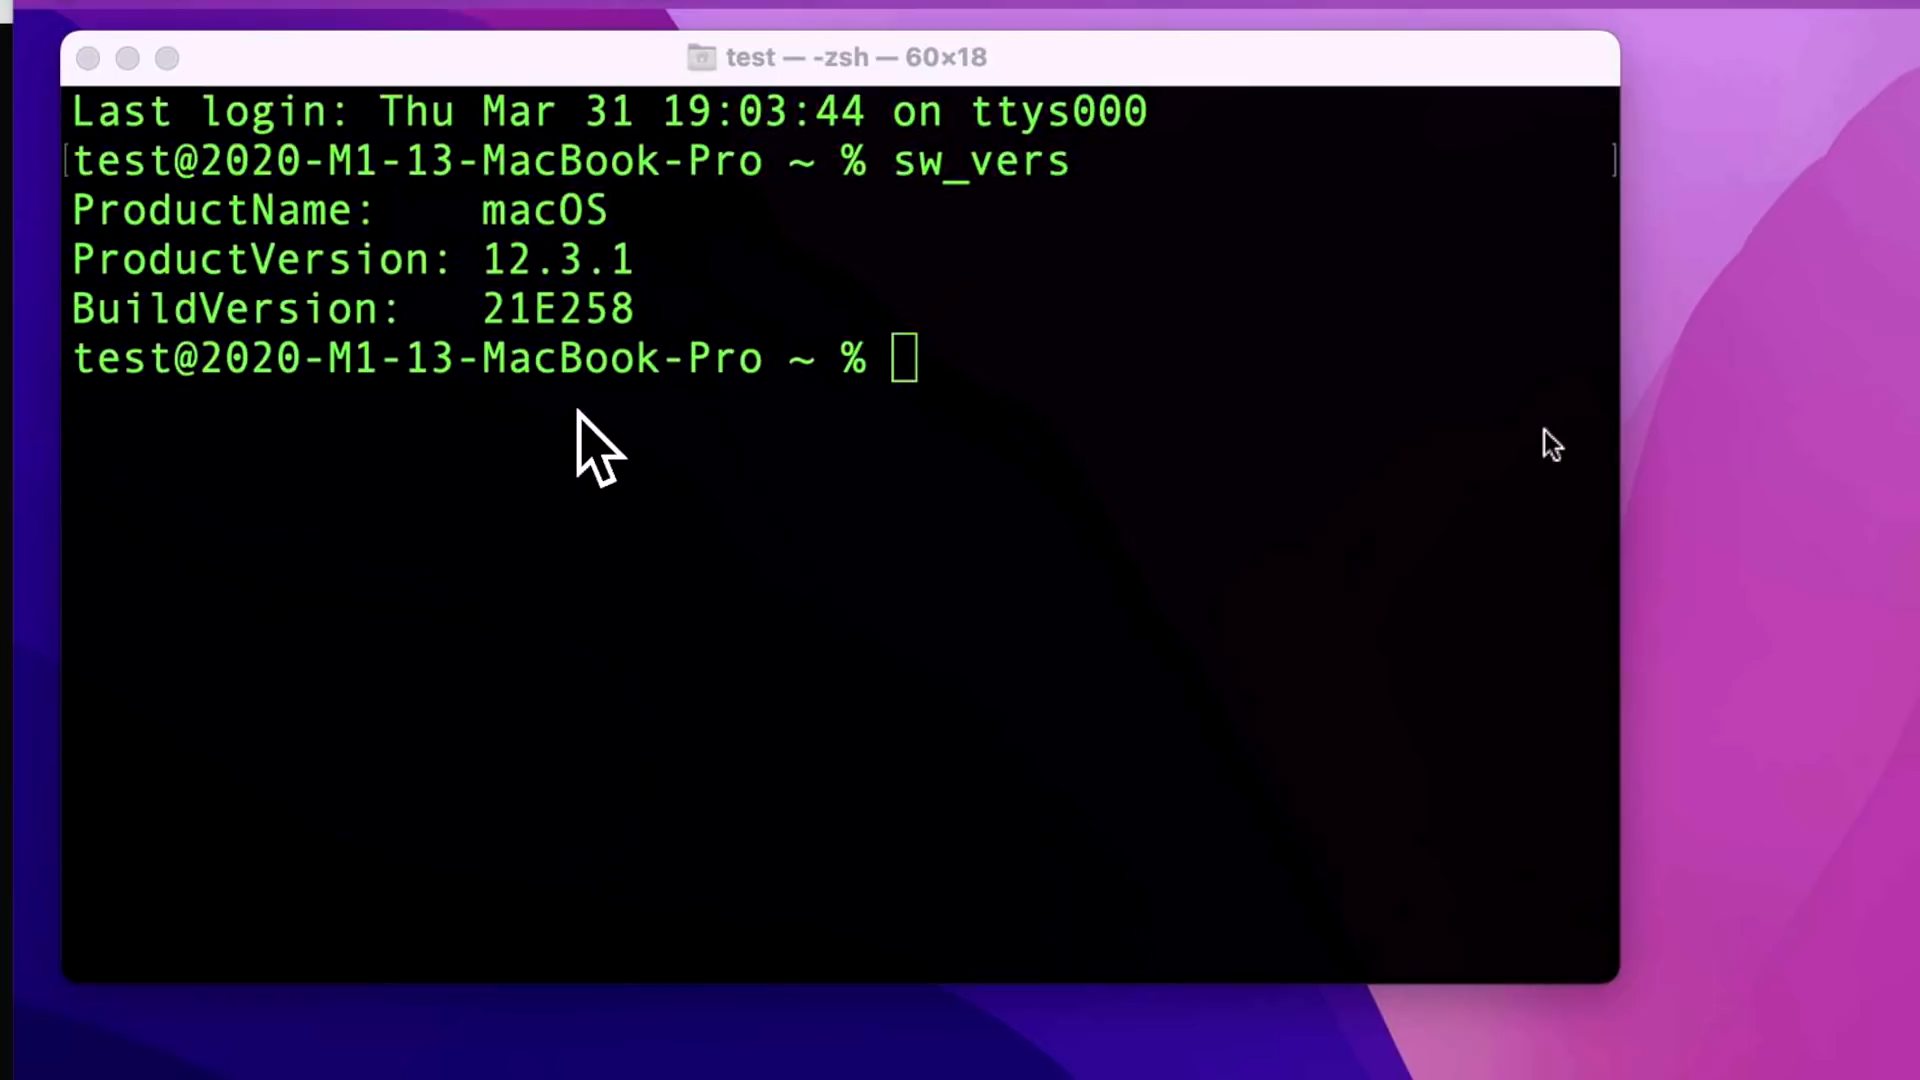 test — -zsh — 60×18
Last login: Thu Mar 31 19:03:44 on ttys000
[test@2020-M1-13-MacBook-Pro ~ % sw_vers ]
ProductName: macOS
ProductVersion: 12.3.1
BuildVersion: 21E258
test@2020-M1-13-MacBook-Pro ~ %